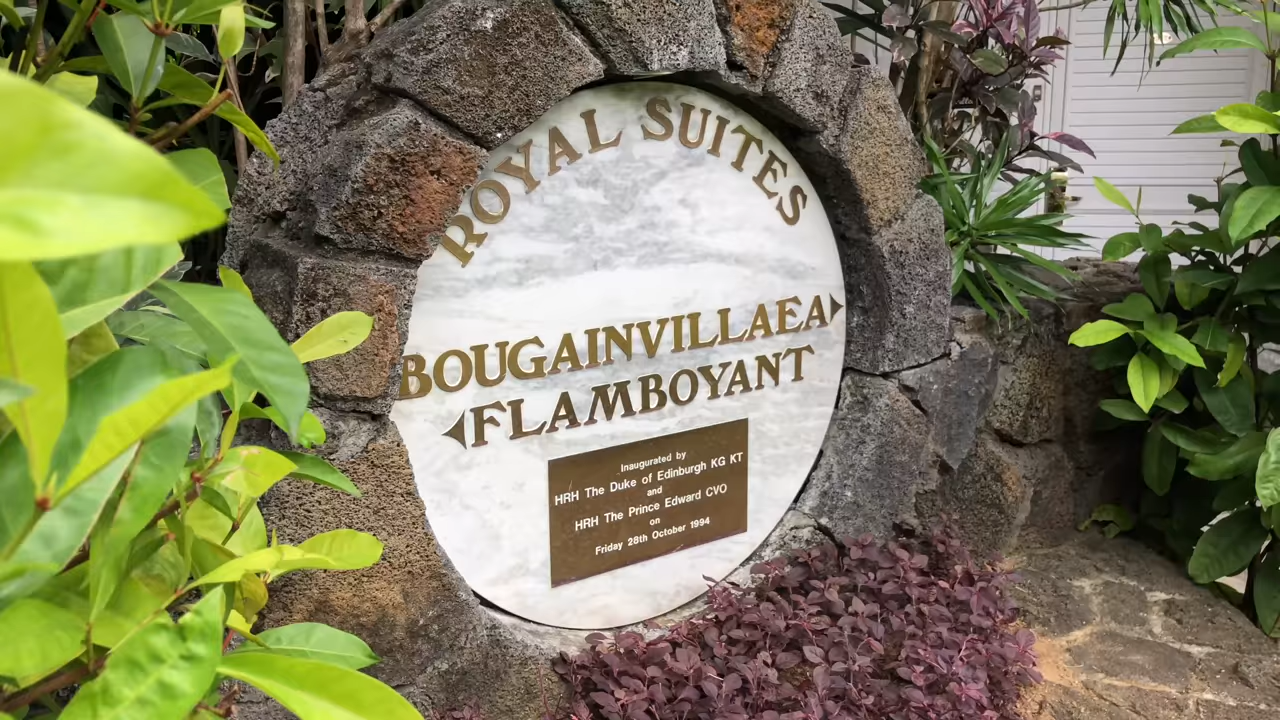 ROYAL SUITES
BOUGAINVILLAEA
FLAMBOYANT
Inaugurated by
HRH The Duke of Edinburgh KG KT
and
HRH The Prince Edward CVO
on
Friday 28th October 1994